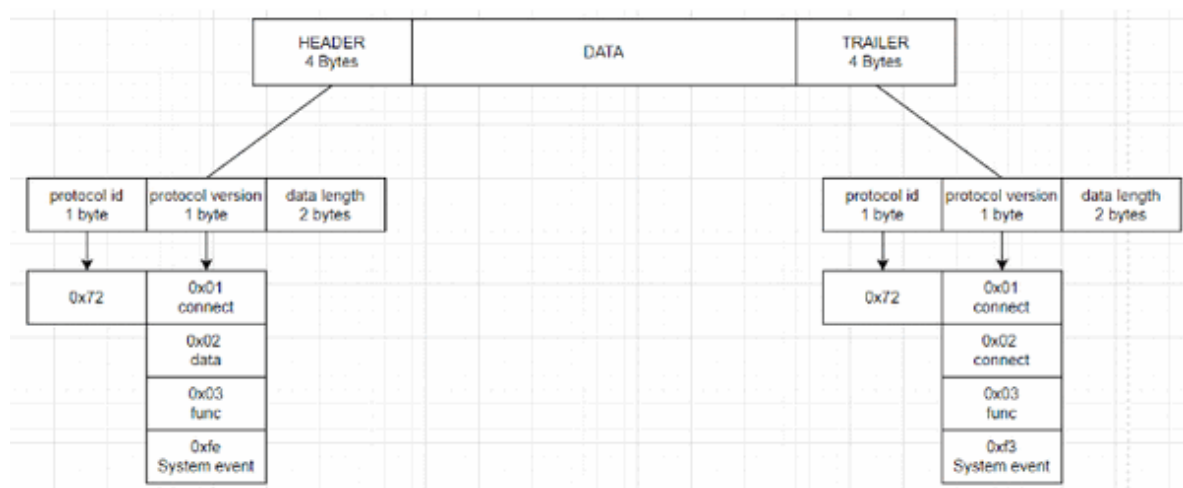 HEADER
4 Bytes
DATA
TRAILER
4 Bytes
protocol id
1 byte
protocol version
1 byte
data length
2 bytes
protocol id
1 byte
protocol version
1 byte
data length
2 bytes
0x72
0x01
connect
0x02
data
0x03
func
0xfe
System event
0x72
0x01
connect
0x02
connect
0x03
func
0xf3
System event